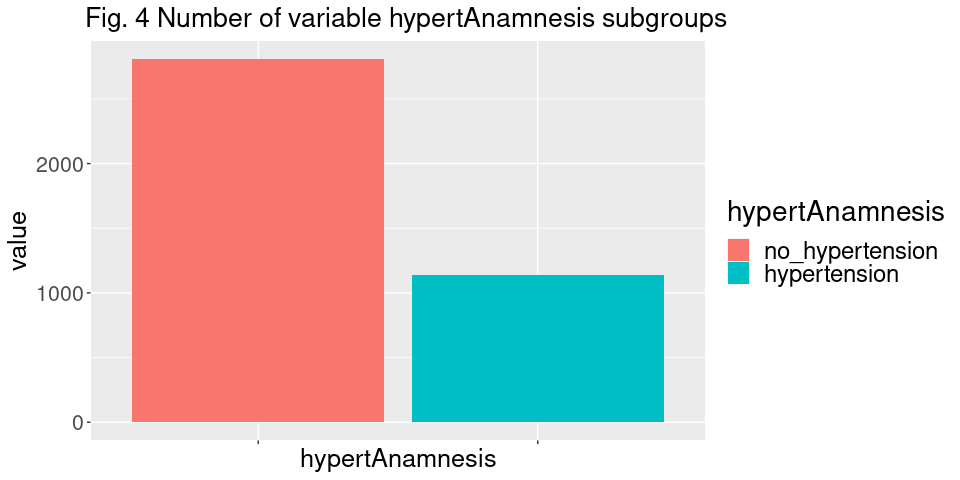 Fig. 4 Number of variable hypertAnamnesis subgroups
value
2000
1000
0
hypertAnamnesis
hypertAnamnesis
no_hypertension
hypertension